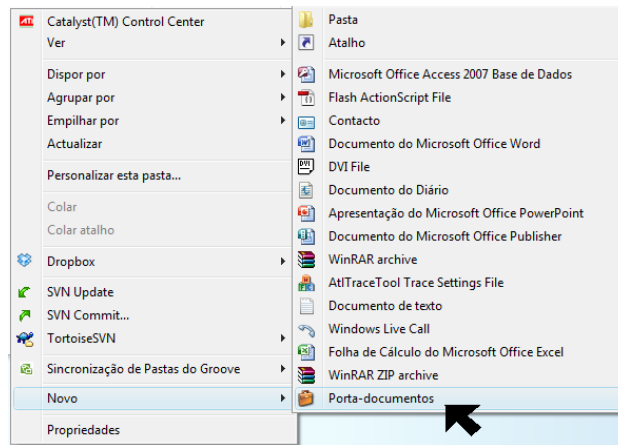 ATI
Catalyst(TM) Control Center
Ver
Dispor por
Agrupar por
Empilhar por
Actualizar
Personalizar esta pasta...
Colar
Colar atalho
Dropbox
SVN Update
SVN Commit...
TortoiseSVN
Sincronização de Pastas do Groove
Novo
Propriedades
Pasta
Atalho
Microsoft Office Access 2007 Base de Dados
Flash ActionScript File
Contacto
Documento do Microsoft Office Word
DVI File
Documento do Diário
Apresentação do Microsoft Office PowerPoint
Documento do Microsoft Office Publisher
WinRAR archive
AtlTraceTool Trace Settings File
Documento de texto
Windows Live Call
Folha de Cálculo do Microsoft Office Excel
WinRAR ZIP archive
Porta-documentos